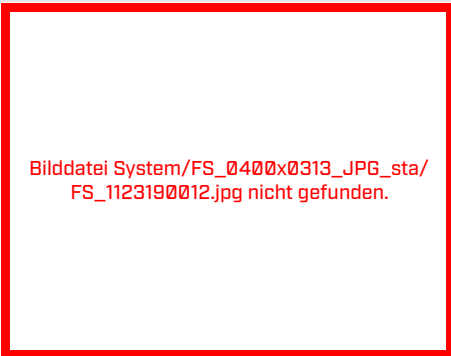 Bilddatei System/FS_0400x0313_JPG_sta/
FS_1123190012.jpg nicht gefunden.